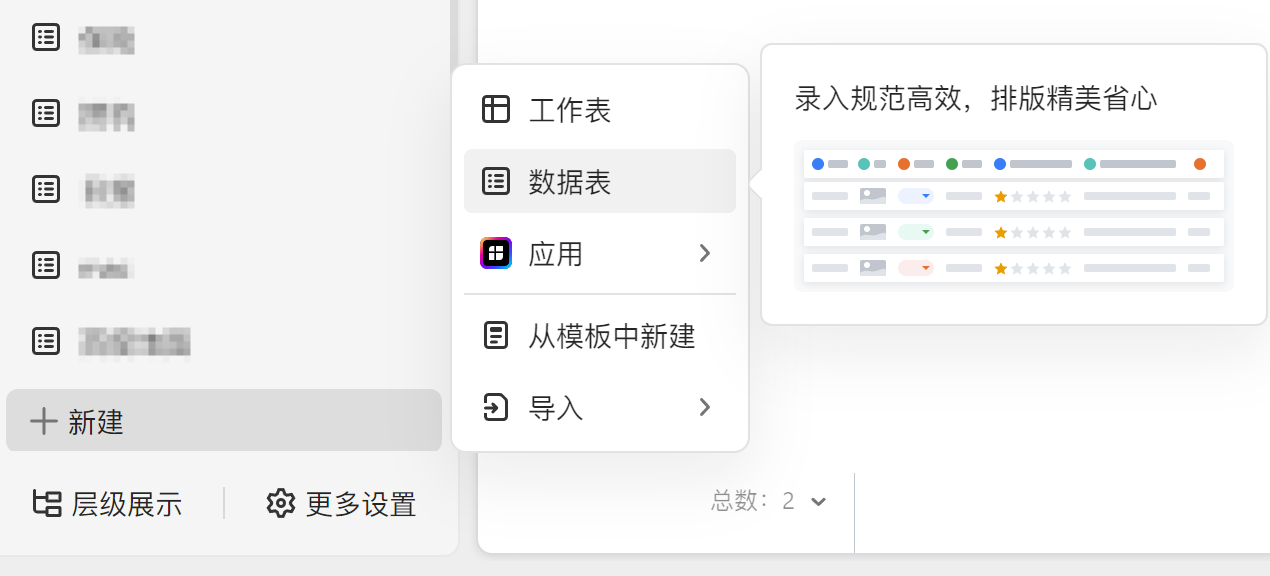 工作表
数据表
应用
从模板中新建
导入
录入规范高效，排版精美省心
新建
层级展示
更多设置
总数：2